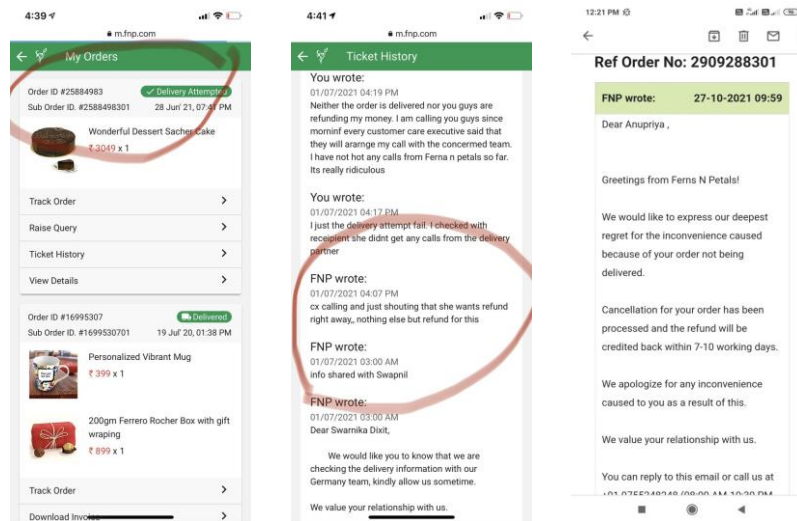 4:39
m.fnp.com
My Orders
Order ID #25884983
Delivery Attempted
Sub Order ID. #2588498301
28 Jun' 21, 07:41 PM
Wonderful Dessert Sacher Cake
₹ 3049 x 1
Track Order
Raise Query
Ticket History
View Details
Order ID #16995307
Delivered
Sub Order ID. #1699530701
19 Jul' 20, 01:38 PM
Personalized Vibrant Mug
₹ 399 x 1
200gm Ferrero Rocher Box with gift
wraping
₹ 899 x 1
Track Order
Download Invoice
4:41
m.fnp.com
Ticket History
You wrote:
01/07/2021 04:19 PM
Neither the order is delivered nor you guys are
refunding my money. I am calling you guys since
morninf every customer care executive said that
they will ararnge my call with the concermed team.
I have not hot any calls from Ferna n petals so far.
Its really ridiculous
You wrote:
01/07/2021 04:17 PM
I just the delivery attempt fail. I checked with
receipient she didnt get any calls from the delivery
partner
FNP wrote:
01/07/2021 04:07 PM
cx calling and just shouting that she wants refund
right away,, nothing else but refund for this
FNP wrote:
01/07/2021 03:00 AM
info shared with Swapnil
FNP wrote:
01/07/2021 03:00 AM
Dear Swarnika Dixit,
We would like you to know that we are
checking the delivery information with our
Germany team, kindly allow us sometime.
We value your relationship with us.
12:21 PM
Ref Order No: 2909288301
FNP wrote: 27-10-2021 09:59
Dear Anupriya ,
Greetings from Ferns N Petals!
We would like to express our deepest
regret for the inconvenience caused
because of your order not being
delivered.
Cancellation for your order has been
processed and the refund will be
credited back within 7-10 working days.
We apologize for any inconvenience
caused to you as a result of this.
We value your relationship with us.
You can reply to this email or call us at